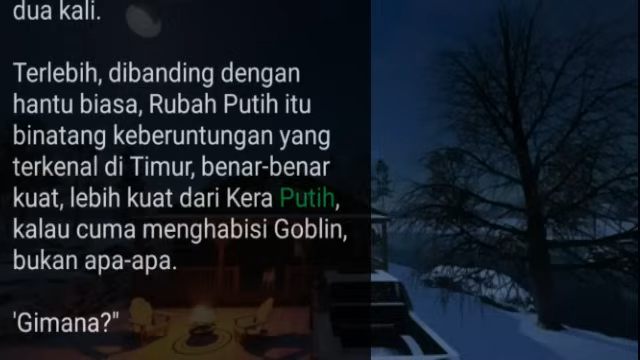 dua kali.
Terlebih, dibanding dengan
hantu biasa, Rubah Putih itu
binatang keberuntungan yang
terkenal di Timur, benar-benar
kuat, lebih kuat dari Kera Putih,
kalau cuma menghabisi Goblin,
bukan apa-apa.
'Gimana?"